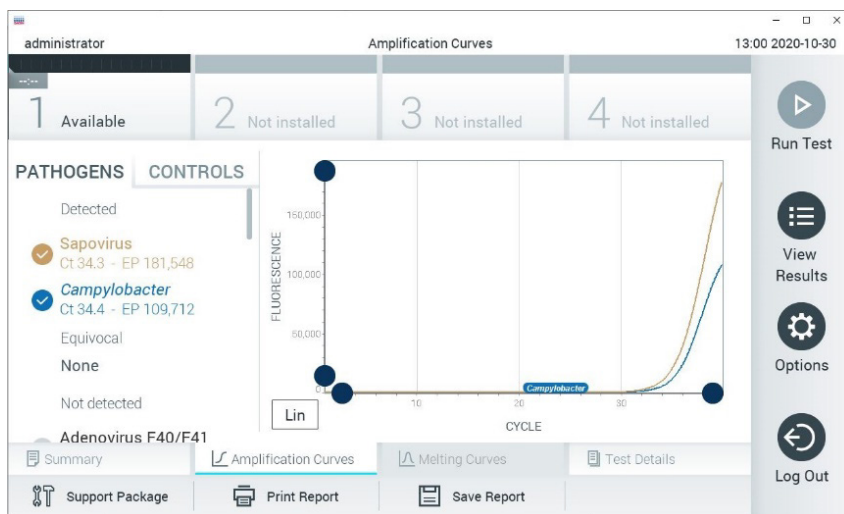 administrator
Amplification Curves
13:00 2020-10-30
--:--
1 Available
2 Not installed
3 Not installed
4 Not installed
Run Test
PATHOGENS
CONTROLS
Detected
Sapovirus
Ct 34.3 - EP 181,548
Campylobacter
Ct 34.4 - EP 109,712
Equivocal
None
Not detected
Adenovirus F40/F41
FLUORESCENCE
150,000
100,000
50,000
0
Campylobacter
10
20
30
CYCLE
Lin
View
Results
Options
Log Out
Summary
Amplification Curves
Melting Curves
Test Details
Support Package
Print Report
Save Report